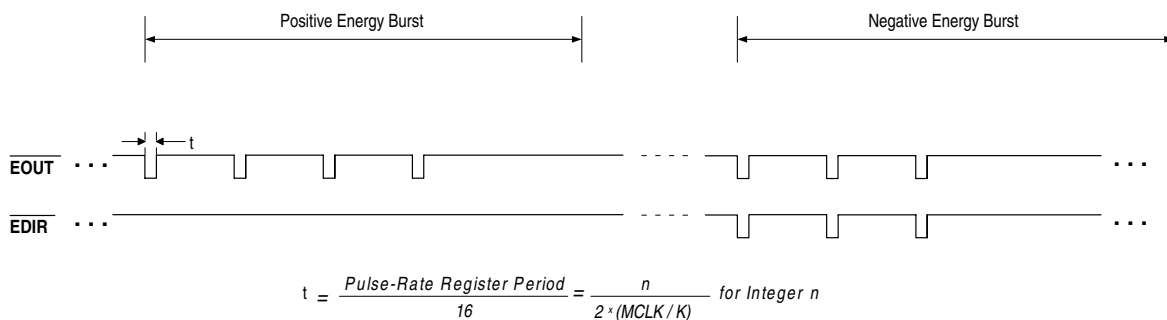 Positive Energy Burst
Negative Energy Burst
t
EOUT ... ...
EDIR ... ...
t = Pulse-Rate Register Period / 16 = n / 2 x (MCLK / K) for Integer n